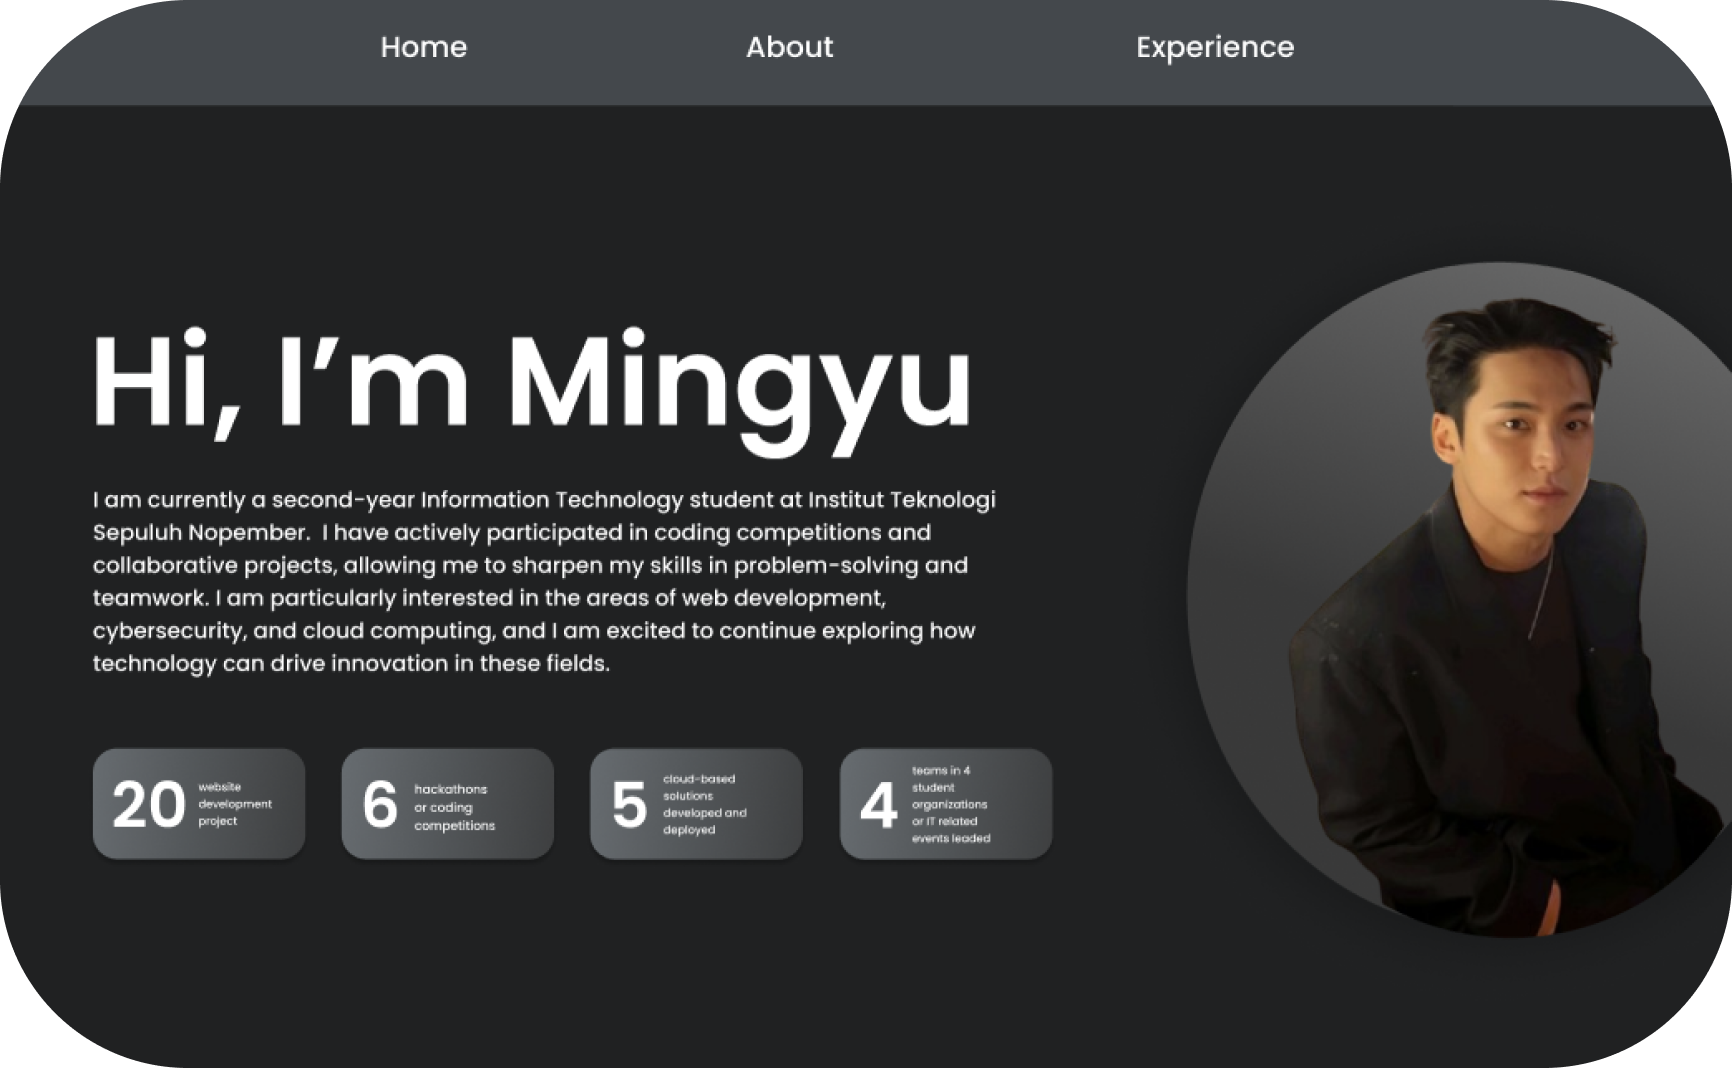 Home About Experience
Hi, I’m Mingyu
I am currently a second-year Information Technology student at Institut Teknologi
Sepuluh Nopember.  I have actively participated in coding competitions and
collaborative projects, allowing me to sharpen my skills in problem-solving and
teamwork. I am particularly interested in the areas of web development,
cybersecurity, and cloud computing, and I am excited to continue exploring how
technology can drive innovation in these fields.
20
website
development
project
6
hackathons
or coding
competitions
5
cloud-based
solutions
developed and
deployed
4
teams in 4
student
organizations
or IT related
events leaded